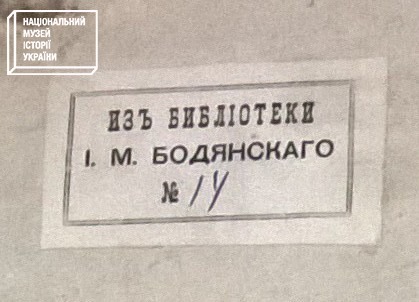 НАЦІОНАЛЬНИЙ
МУЗЕЙ
ІСТОРІЇ
УКРАЇНИ
ИЗЪ БИБЛІОТЕКИ
І. М. БОДЯНСКАГО
№ 14